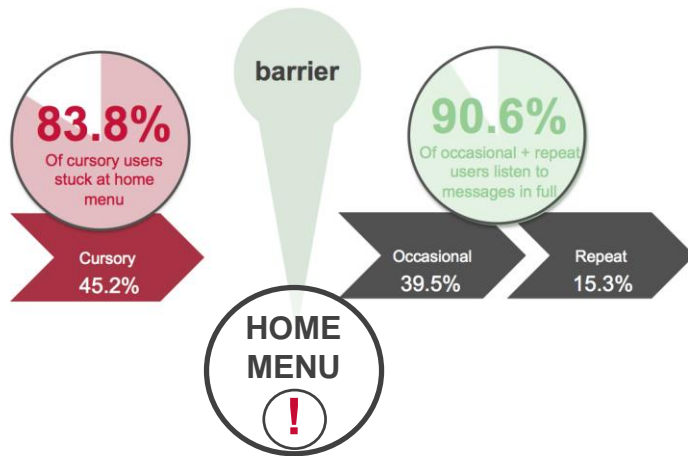 83.8%
Of cursory users
stuck at home
menu
Cursory
45.2%
barrier
HOME
MENU
!
90.6%
Of occasional + repeat
users listen to
messages in full
Occasional
39.5%
Repeat
15.3%